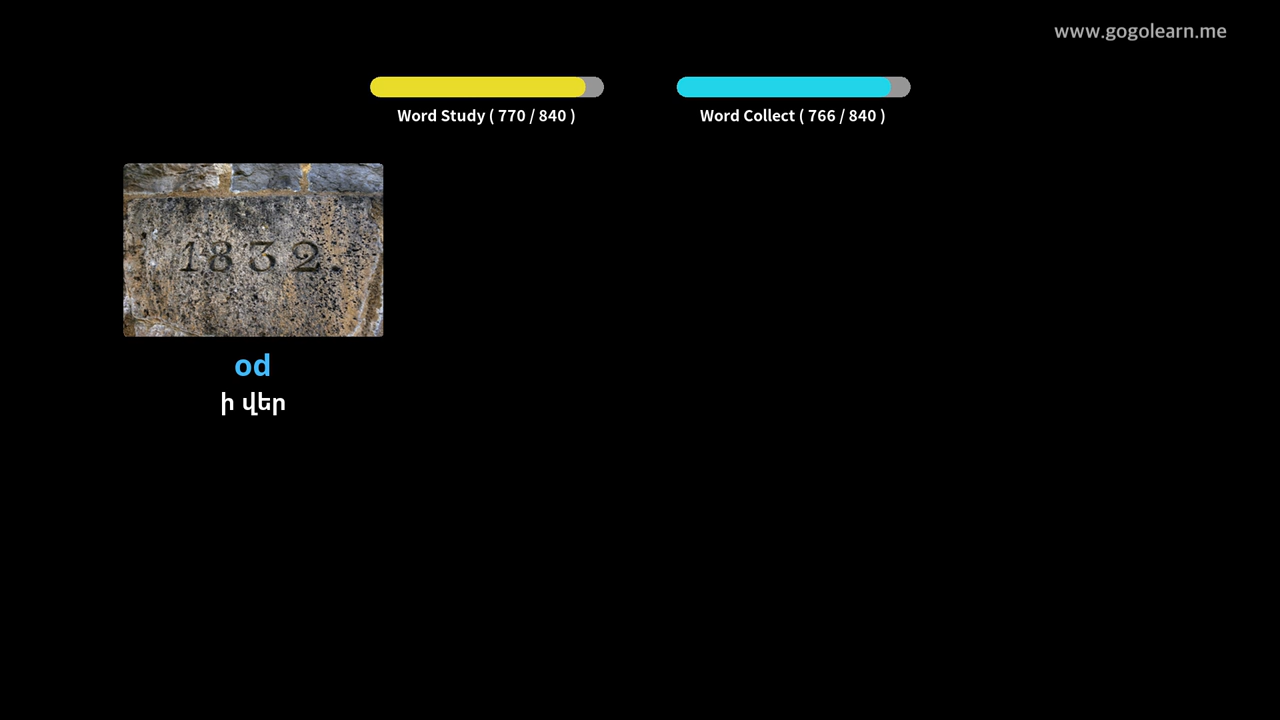 www.gogolearn.me
Word Study ( 770 / 840 )
Word Collect ( 766 / 840 )
1832.
od
ի վեր